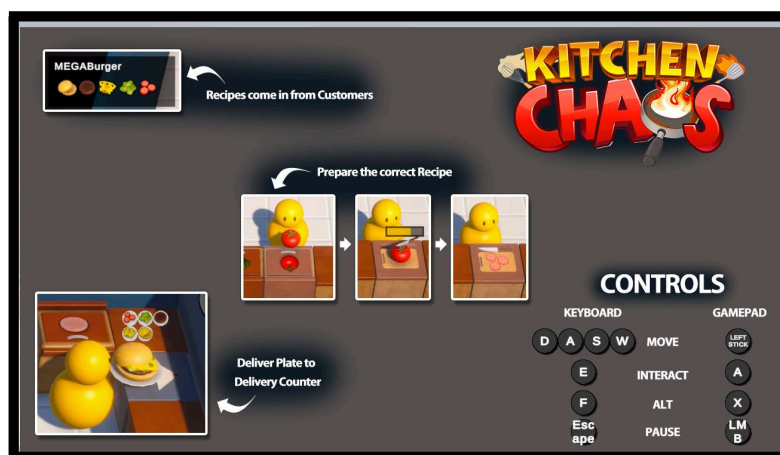 MEGABurger
Recipes come in from Customers
KITCHEN
CHAOS
Prepare the correct Recipe
Deliver Plate to
Delivery Counter
CONTROLS
KEYBOARD GAMEPAD
D A S W MOVE LEFT
STICK
E INTERACT A
F ALT X
Esc
ape PAUSE LM
B